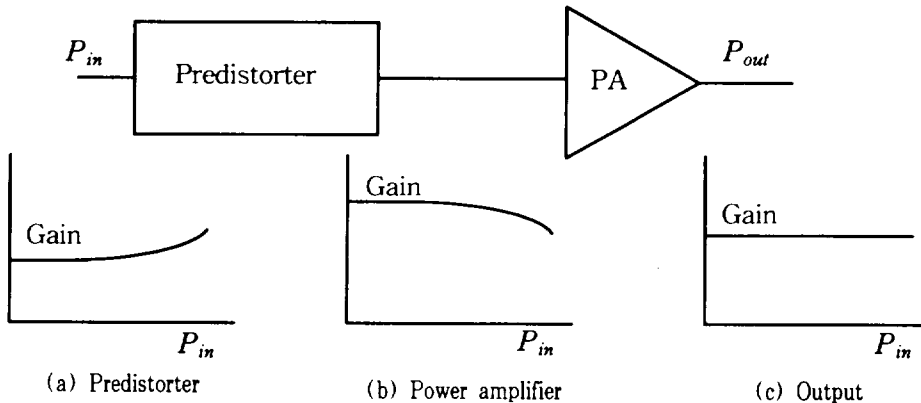 P_in
Predistorter
PA
P_out
Gain
Gain
Gain
P_in
P_in
P_in
(a) Predistorter
(b) Power amplifier
(c) Output